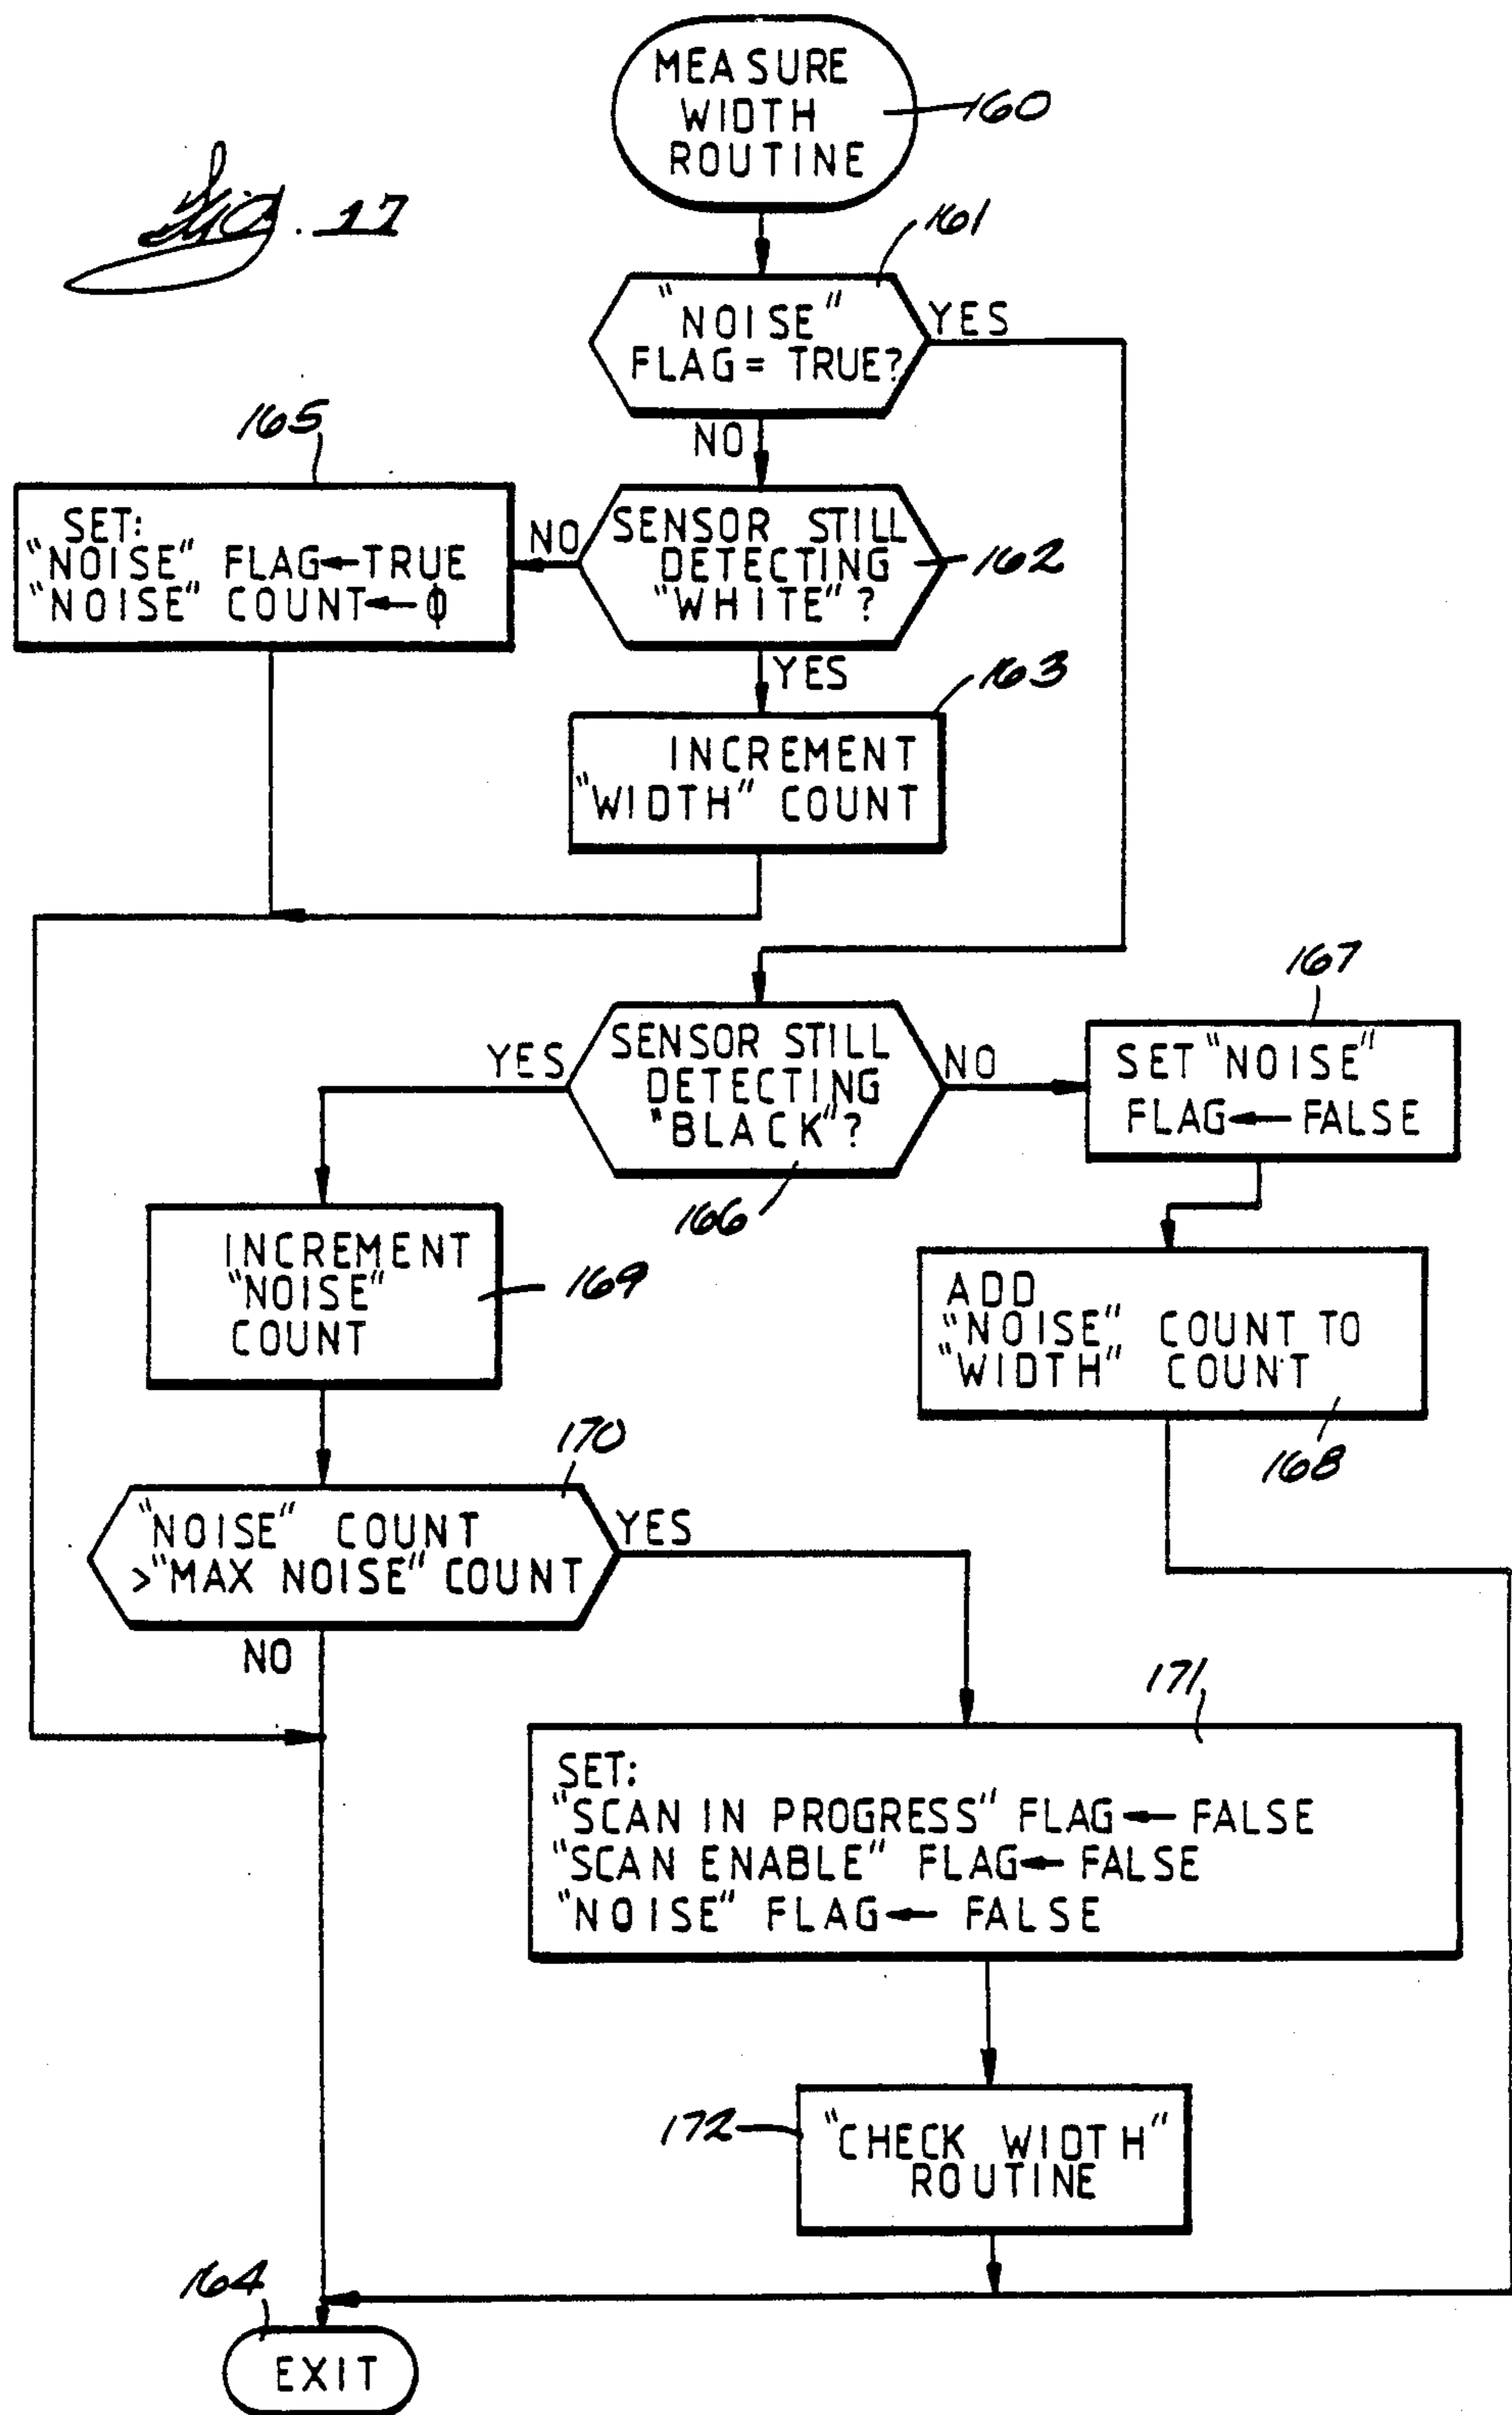 MEASURE
WIDTH
ROUTINE
160
Fig. 17
161
"NOISE"
FLAG = TRUE?
YES
NO
165
SET:
"NOISE" FLAG←TRUE
"NOISE" COUNT←ϕ
NO
SENSOR STILL
DETECTING
"WHITE"?
162
YES
163
INCREMENT
"WIDTH" COUNT
167
YES
SENSOR STILL
DETECTING
"BLACK"?
NO
SET "NOISE"
FLAG← FALSE
166
INCREMENT
"NOISE"
COUNT
169
ADD
"NOISE" COUNT TO
"WIDTH" COUNT
168
170
"NOISE" COUNT
>"MAX NOISE" COUNT
YES
NO
171
SET:
"SCAN IN PROGRESS" FLAG← FALSE
"SCAN ENABLE" FLAG← FALSE
"NOISE" FLAG← FALSE
172
"CHECK WIDTH"
ROUTINE
164
EXIT